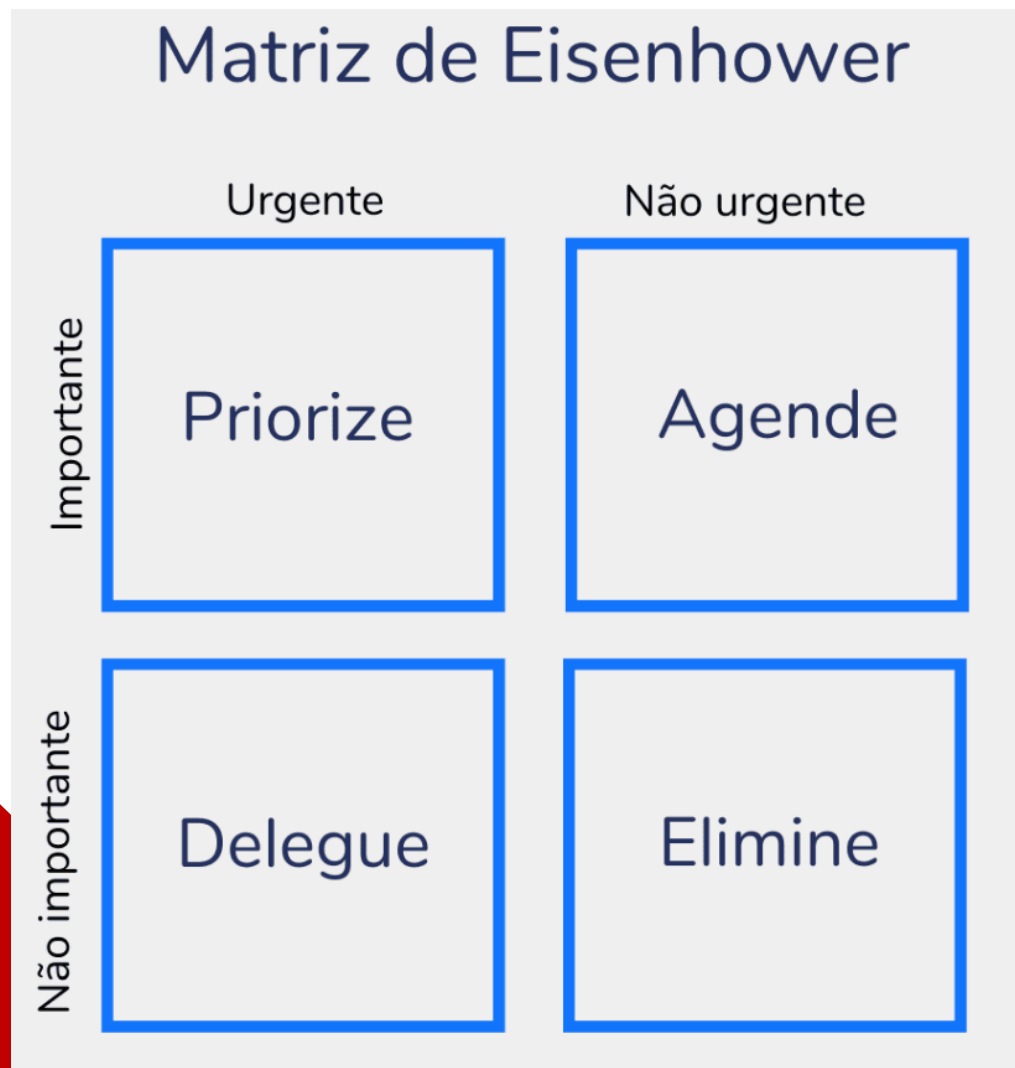 Matriz de Eisenhower
Urgente
Não urgente
Importante
Priorize
Agende
Não importante
Delegue
Elimine